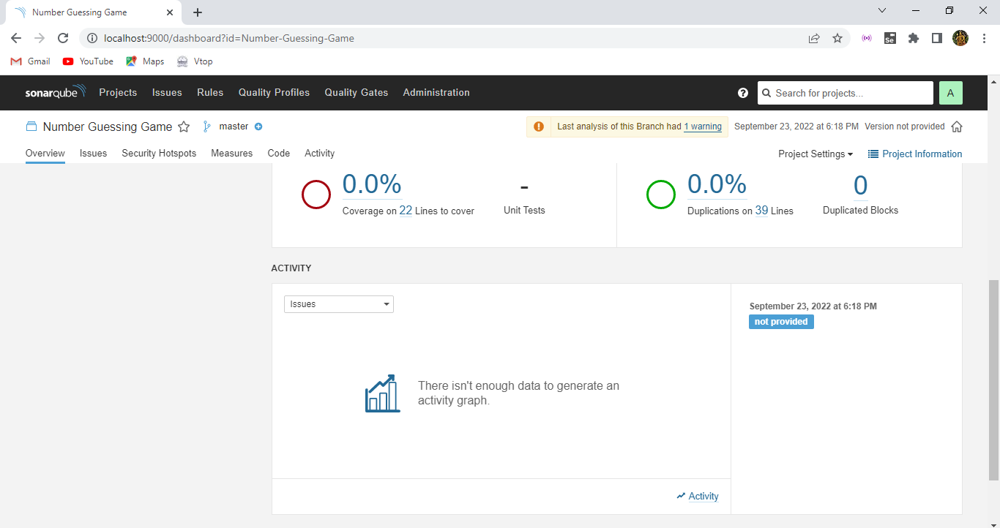 Number Guessing Game
localhost:9000/dashboard?id=Number-Guessing-Game
Se
Gmail YouTube Maps Vtop
sonarqube Projects Issues Rules Quality Profiles Quality Gates Administration Search for projects... A
Number Guessing Game master Last analysis of this Branch had 1 warning September 23, 2022 at 6:18 PM Version not provided
Overview Issues Security Hotspots Measures Code Activity Project Settings Project Information
0.0% - 0.0% 0
Coverage on 22 Lines to cover Unit Tests Duplications on 39 Lines Duplicated Blocks
ACTIVITY
Issues
September 23, 2022 at 6:18 PM
not provided
There isn't enough data to generate an
activity graph.
Activity